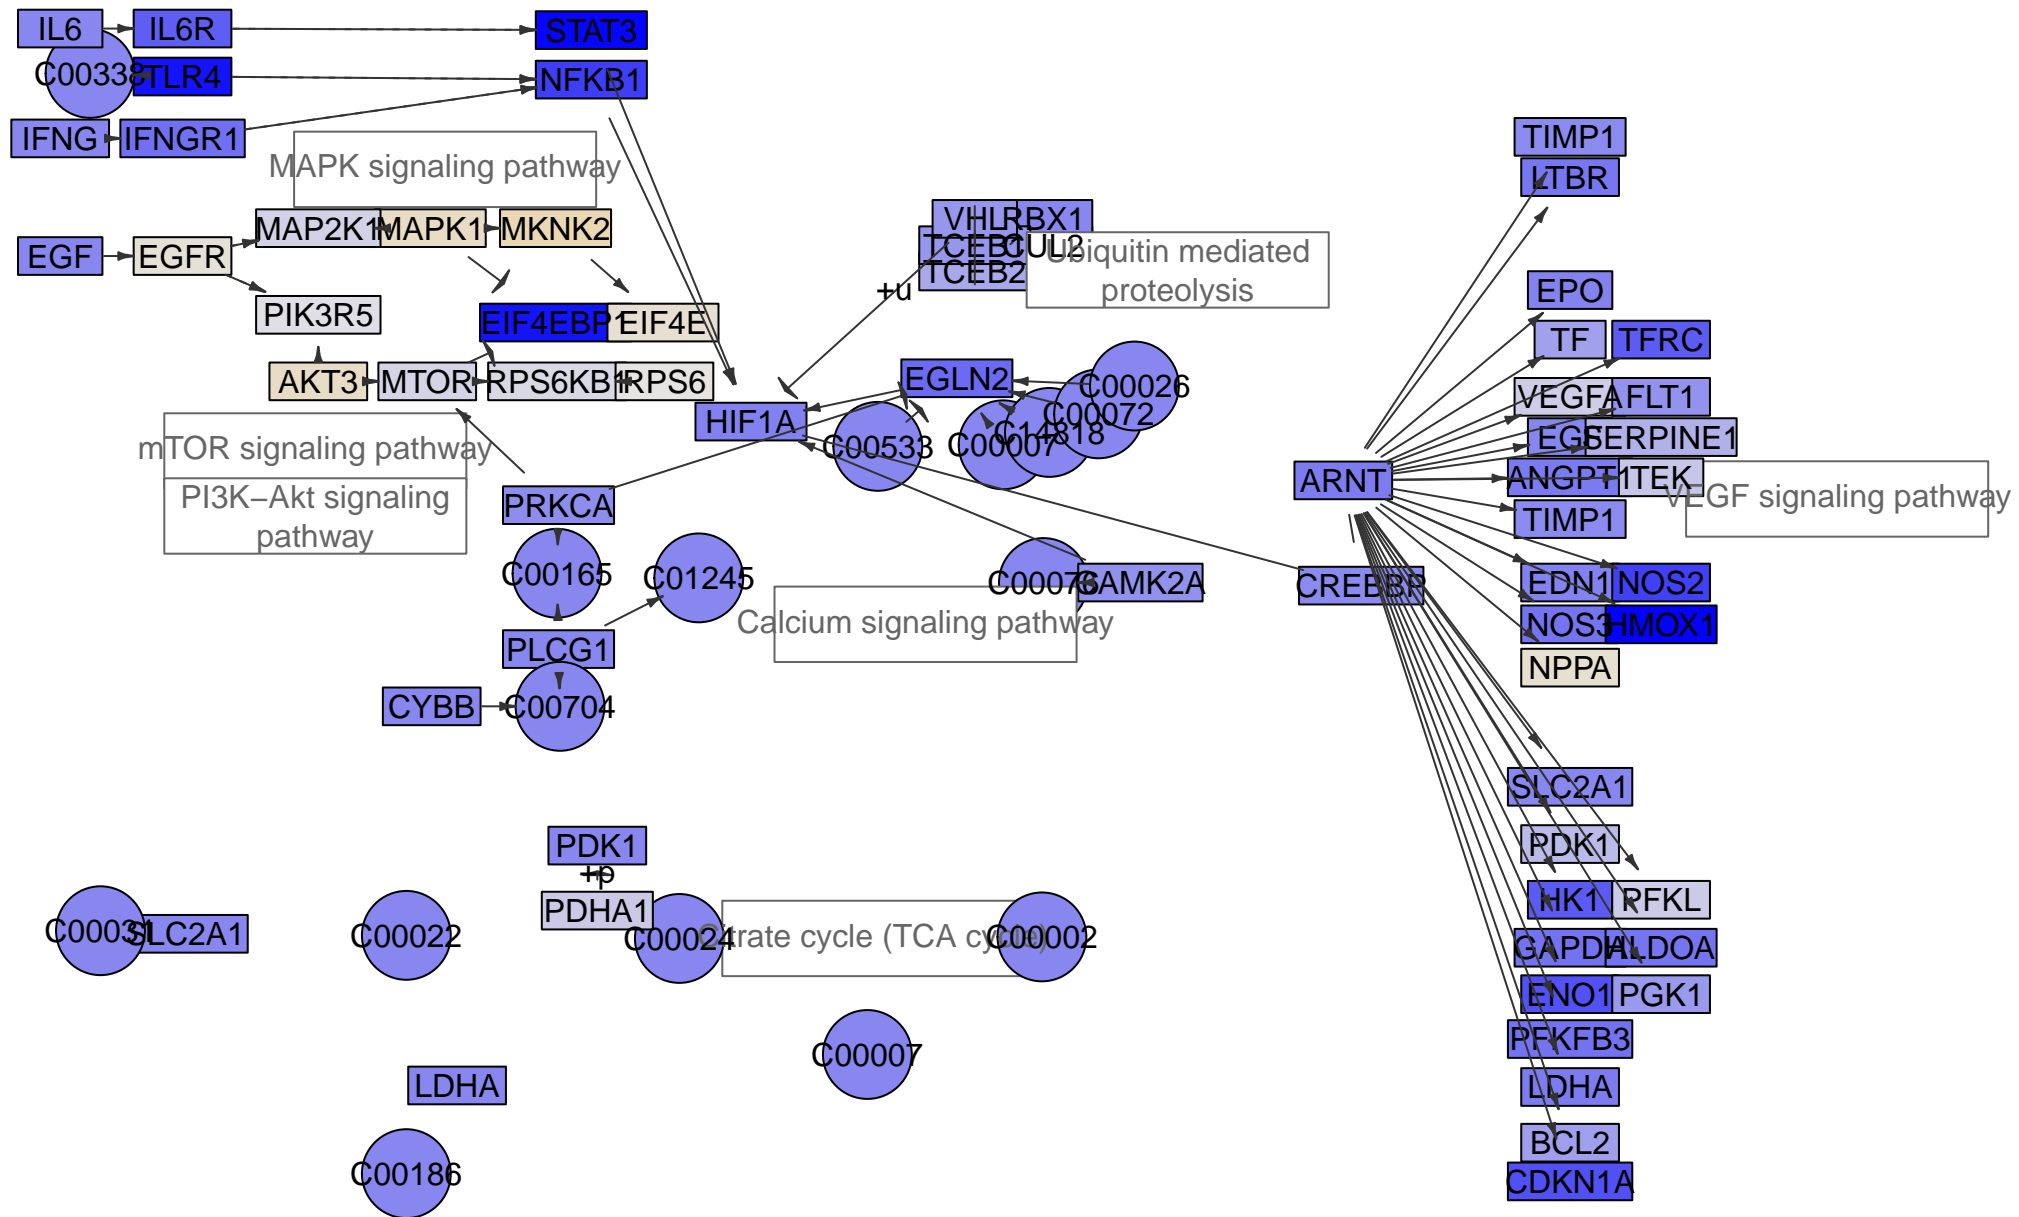 IL6
IL6R
STAT3
C00338
TLR4
NFKB1
IFNG
IFNGR1
MAPK signaling pathway
TIMP1
LTBR
MAP2K1
MAPK1
MKNK2
VHL
RBX1
TCEB1
CUL2
TCEB2
Ubiquitin mediated
proteolysis
+u
EGF
EGFR
PIK3R5
EIF4EBP1
EIF4E
EPO
TF
TFRC
AKT3
MTOR
RPS6KB1
RPS6
EGLN2
C00026
C00072
C14818
C00007
C00533
HIF1A
VEGFA
FLT1
EGF
SERPINE1
mTOR signaling pathway
PI3K−Akt signaling
pathway
PRKCA
ARNT
ANGPT1
TEK
VEGF signaling pathway
TIMP1
C00165
C01245
C00076
CAMK2A
CREBBP
EDN1
NOS2
Calcium signaling pathway
NOS3
HMOX1
PLCG1
NPPA
CYBB
C00704
SLC2A1
PDK1
+p
PDHA1
PDK1
HK1
PFKL
C00031
SLC2A1
C00022
C00024
Citrate cycle (TCA cycle)
C00002
GAPDH
ALDOA
ENO1
PGK1
C00007
PFKFB3
LDHA
LDHA
C00186
BCL2
CDKN1A